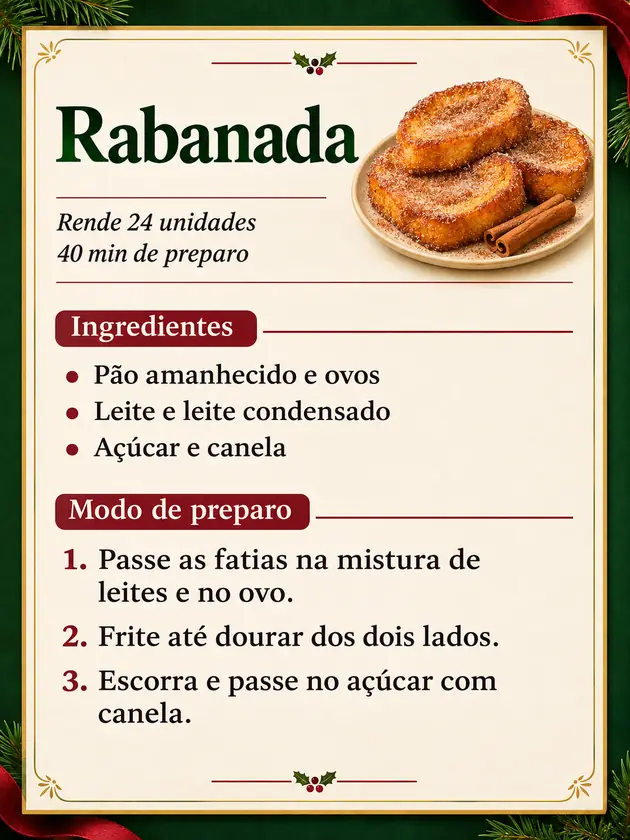 Rabanada
Rende 24 unidades
40 min de preparo
Ingredientes
• Pão amanhecido e ovos
• Leite e leite condensado
• Açúcar e canela
Modo de preparo
1. Passe as fatias na mistura de
leites e no ovo.
2. Frite até dourar dos dois lados.
3. Escorra e passe no açúcar com
canela.